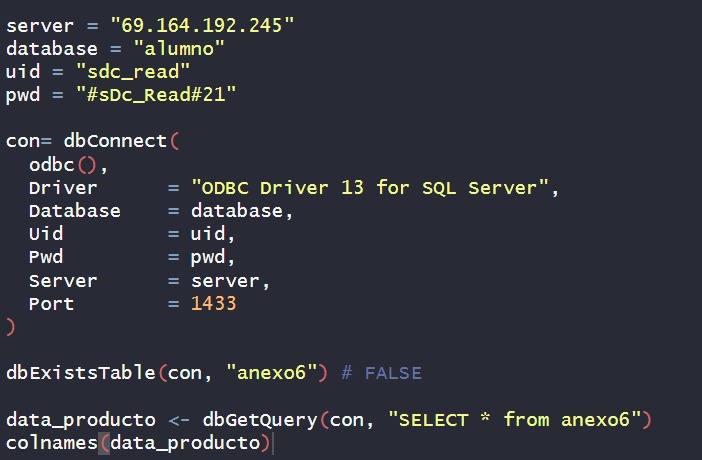 server = "69.164.192.245"
database = "alumno"
uid = "sdc_read"
pwd = "#sDc_Read#21"
con= dbConnect(
odbc(),
Driver = "ODBC Driver 13 for SQL Server",
Database = database,
Uid = uid,
Pwd = pwd,
Server = server,
Port = 1433
)
dbExistsTable(con, "anexo6") # FALSE
data_producto <- dbGetQuery(con, "SELECT * from anexo6")
colnames(data_producto)